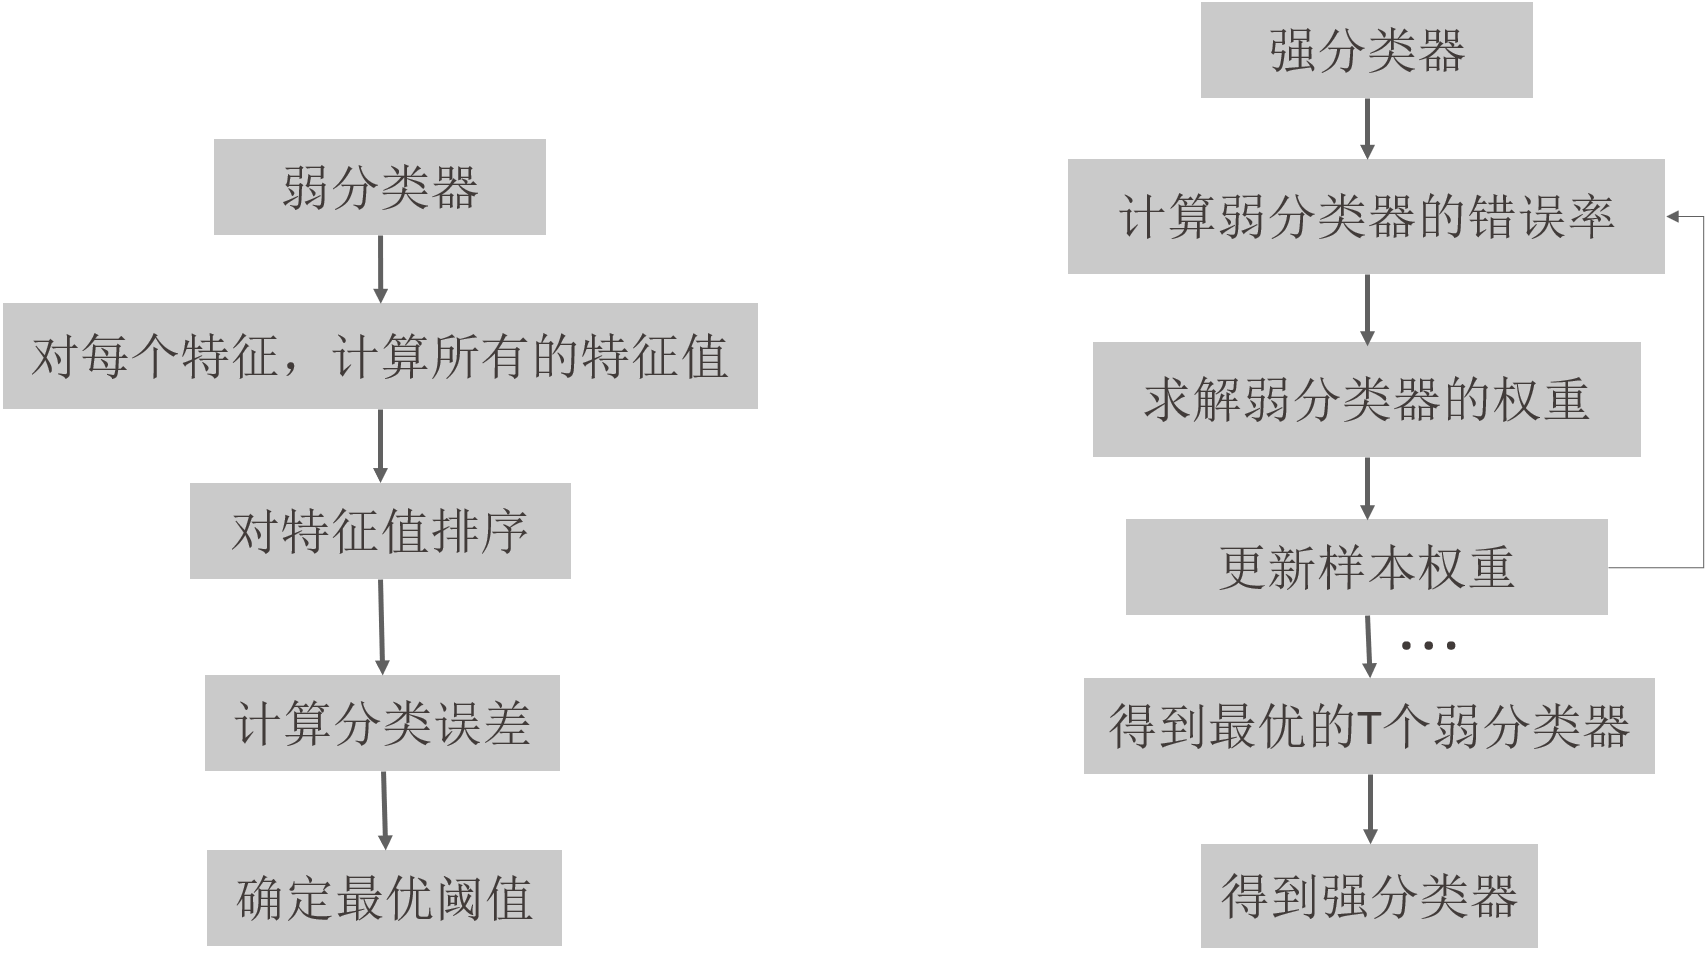 弱分类器
对每个特征，计算所有的特征值
对特征值排序
计算分类误差
确定最优阈值
强分类器
计算弱分类器的错误率
求解弱分类器的权重
更新样本权重
...
得到最优的T个弱分类器
得到强分类器